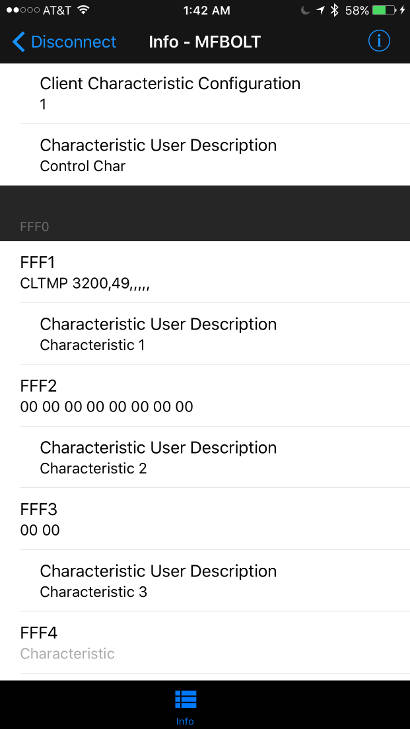 AT&T 1:42 AM 58%
Disconnect Info - MFBOLT i
Client Characteristic Configuration
1
Characteristic User Description
Control Char
FFF0
FFF1
CLTMP 3200,49,,,,,
Characteristic User Description
Characteristic 1
FFF2
00 00 00 00 00 00 00 00
Characteristic User Description
Characteristic 2
FFF3
00 00
Characteristic User Description
Characteristic 3
FFF4
Characteristic
Info